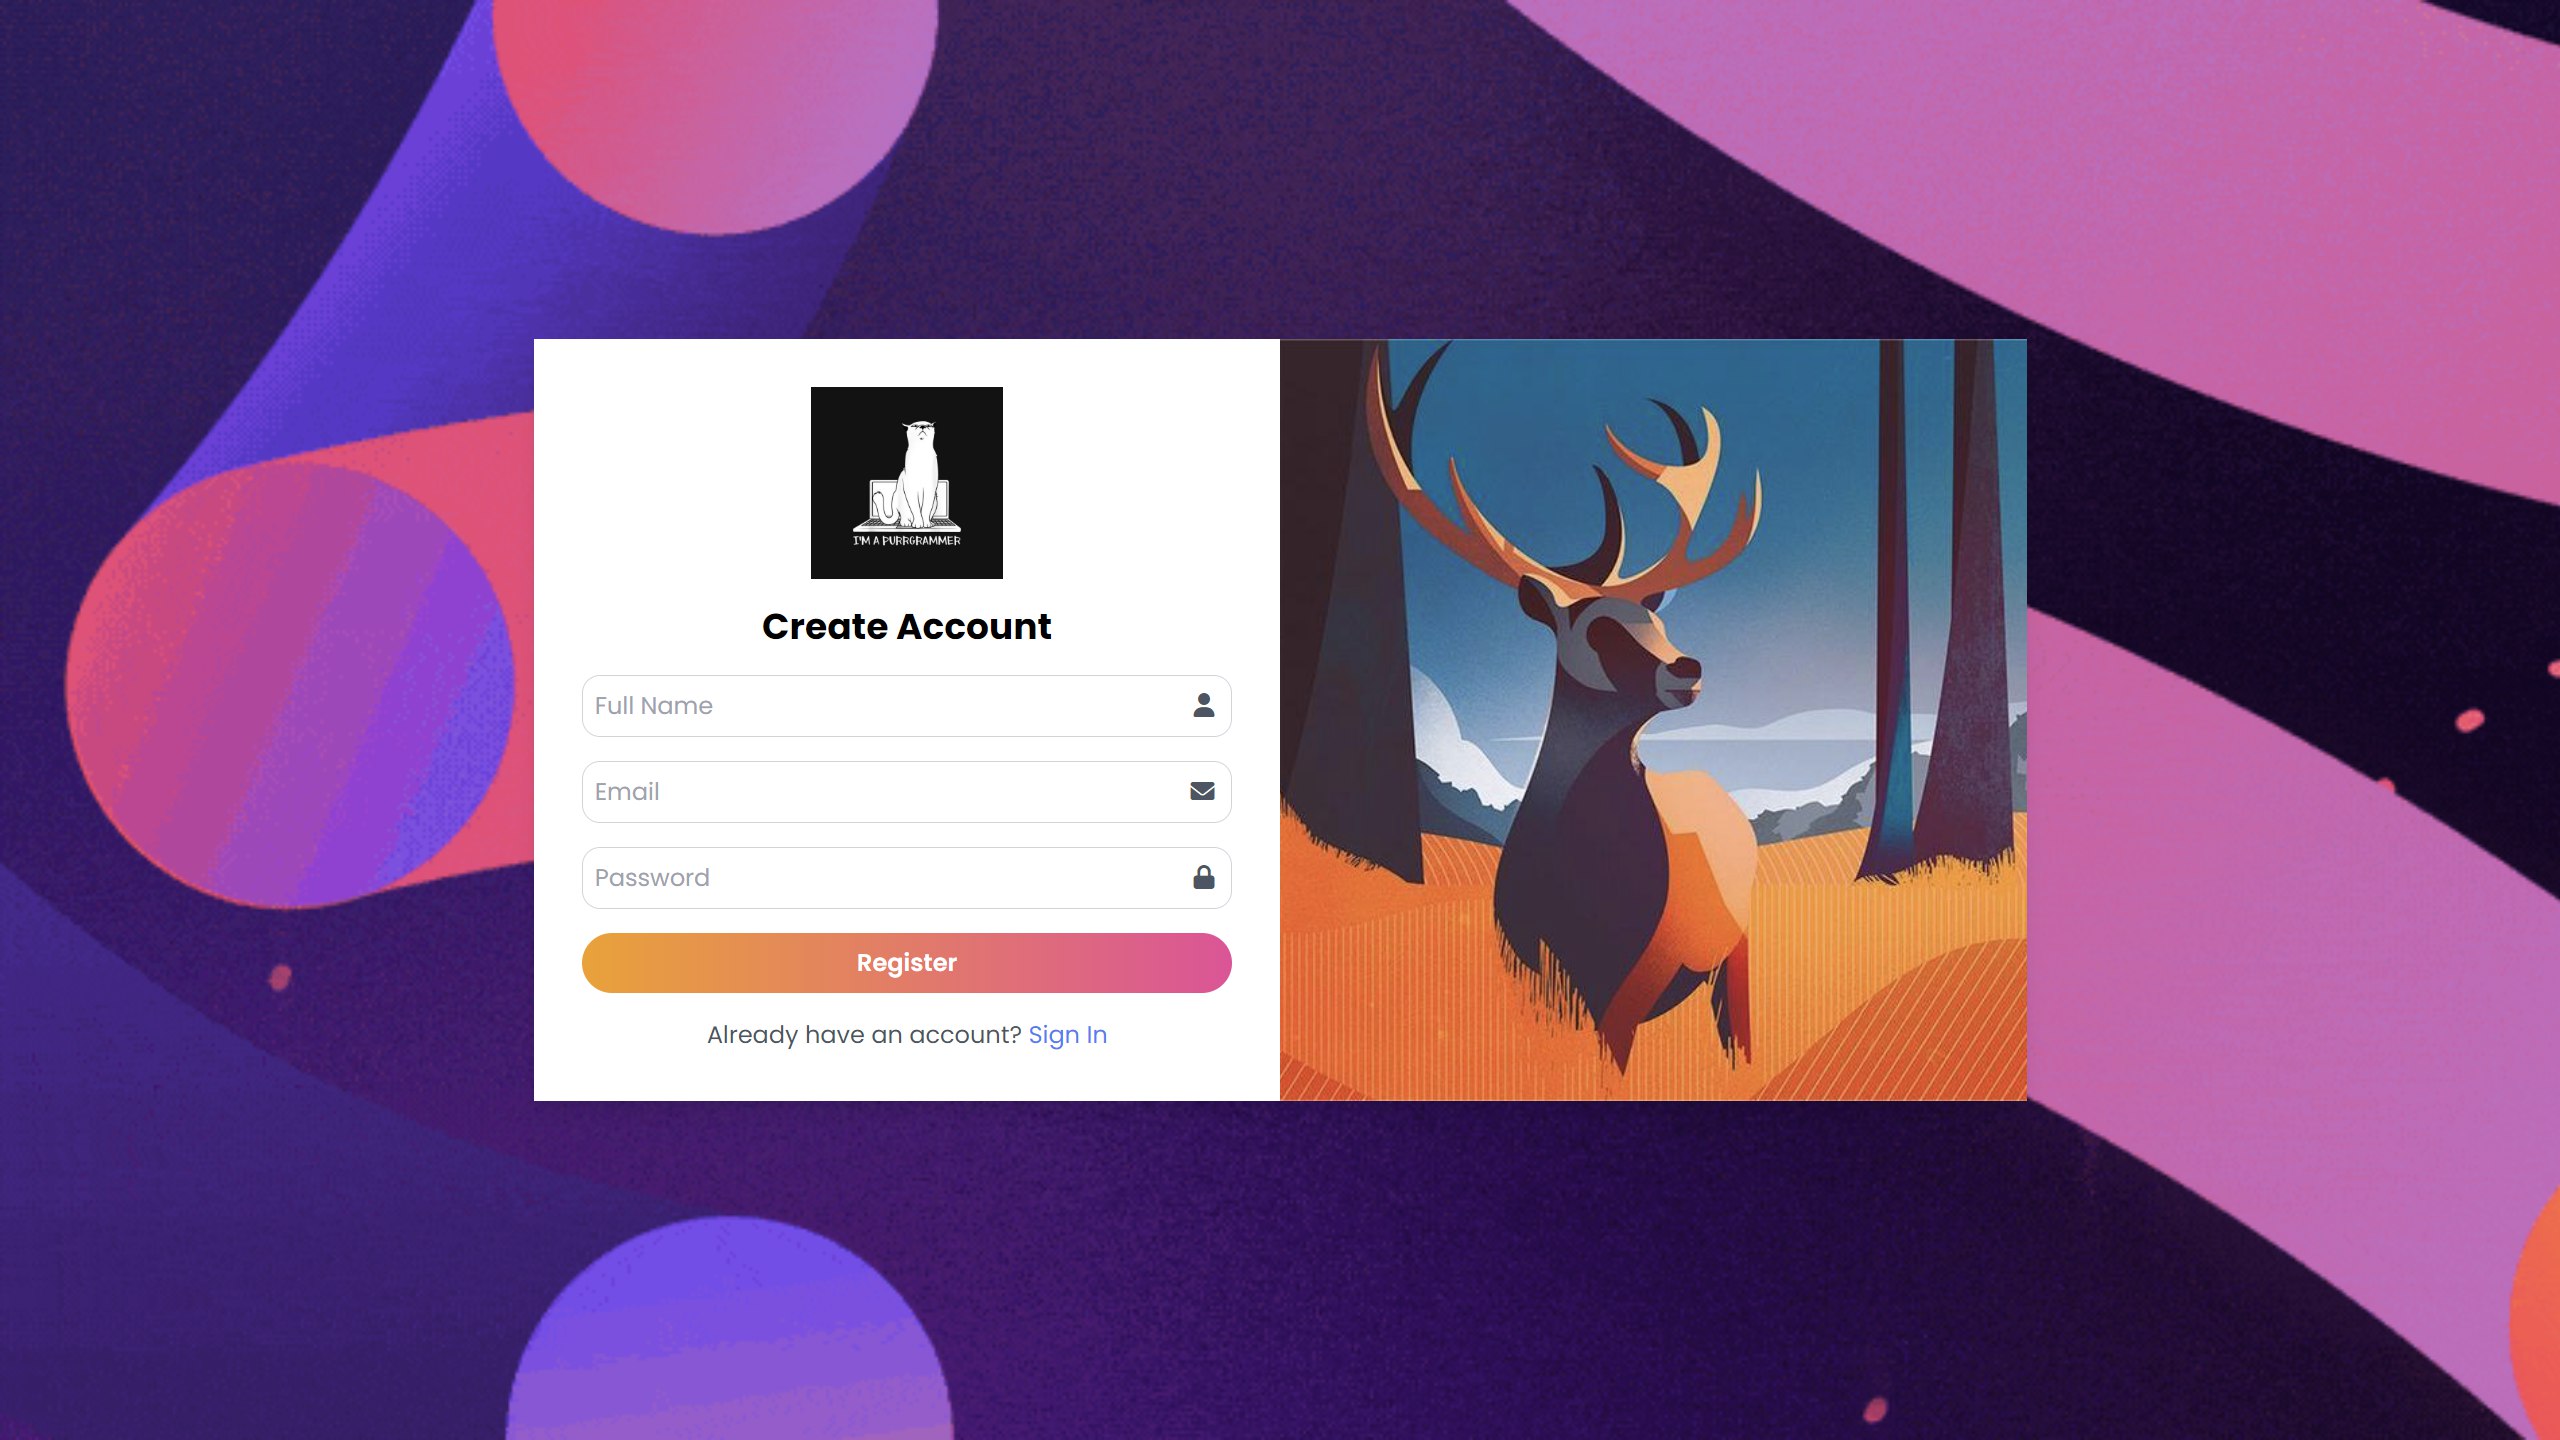 I'M A PURRGRAMMER
Create Account
Full Name
Email
Password
Register
Already have an account? Sign In